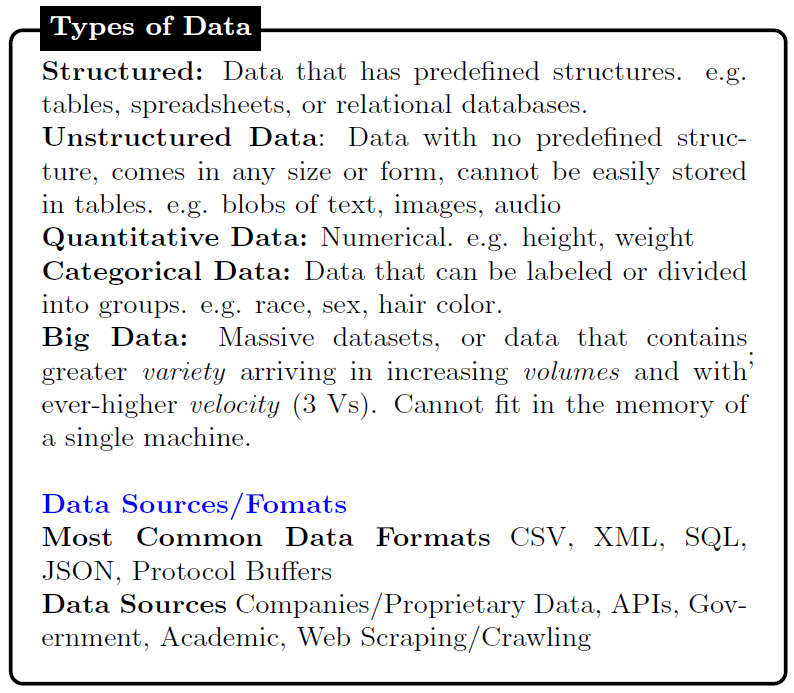 Types of Data
Structured: Data that has predefined structures. e.g.
tables, spreadsheets, or relational databases.
Unstructured Data: Data with no predefined struc-
ture, comes in any size or form, cannot be easily stored
in tables. e.g. blobs of text, images, audio
Quantitative Data: Numerical. e.g. height, weight
Categorical Data: Data that can be labeled or divided
into groups. e.g. race, sex, hair color.
Big Data: Massive datasets, or data that contains
greater variety arriving in increasing volumes and with ;
ever-higher velocity (3 Vs). Cannot fit in the memory of
a single machine.
Data Sources/Fomats
Most Common Data Formats CSV, XML, SQL,
JSON, Protocol Buffers
Data Sources Companies/Proprietary Data, APIs, Gov-
ernment, Academic, Web Scraping/Crawling